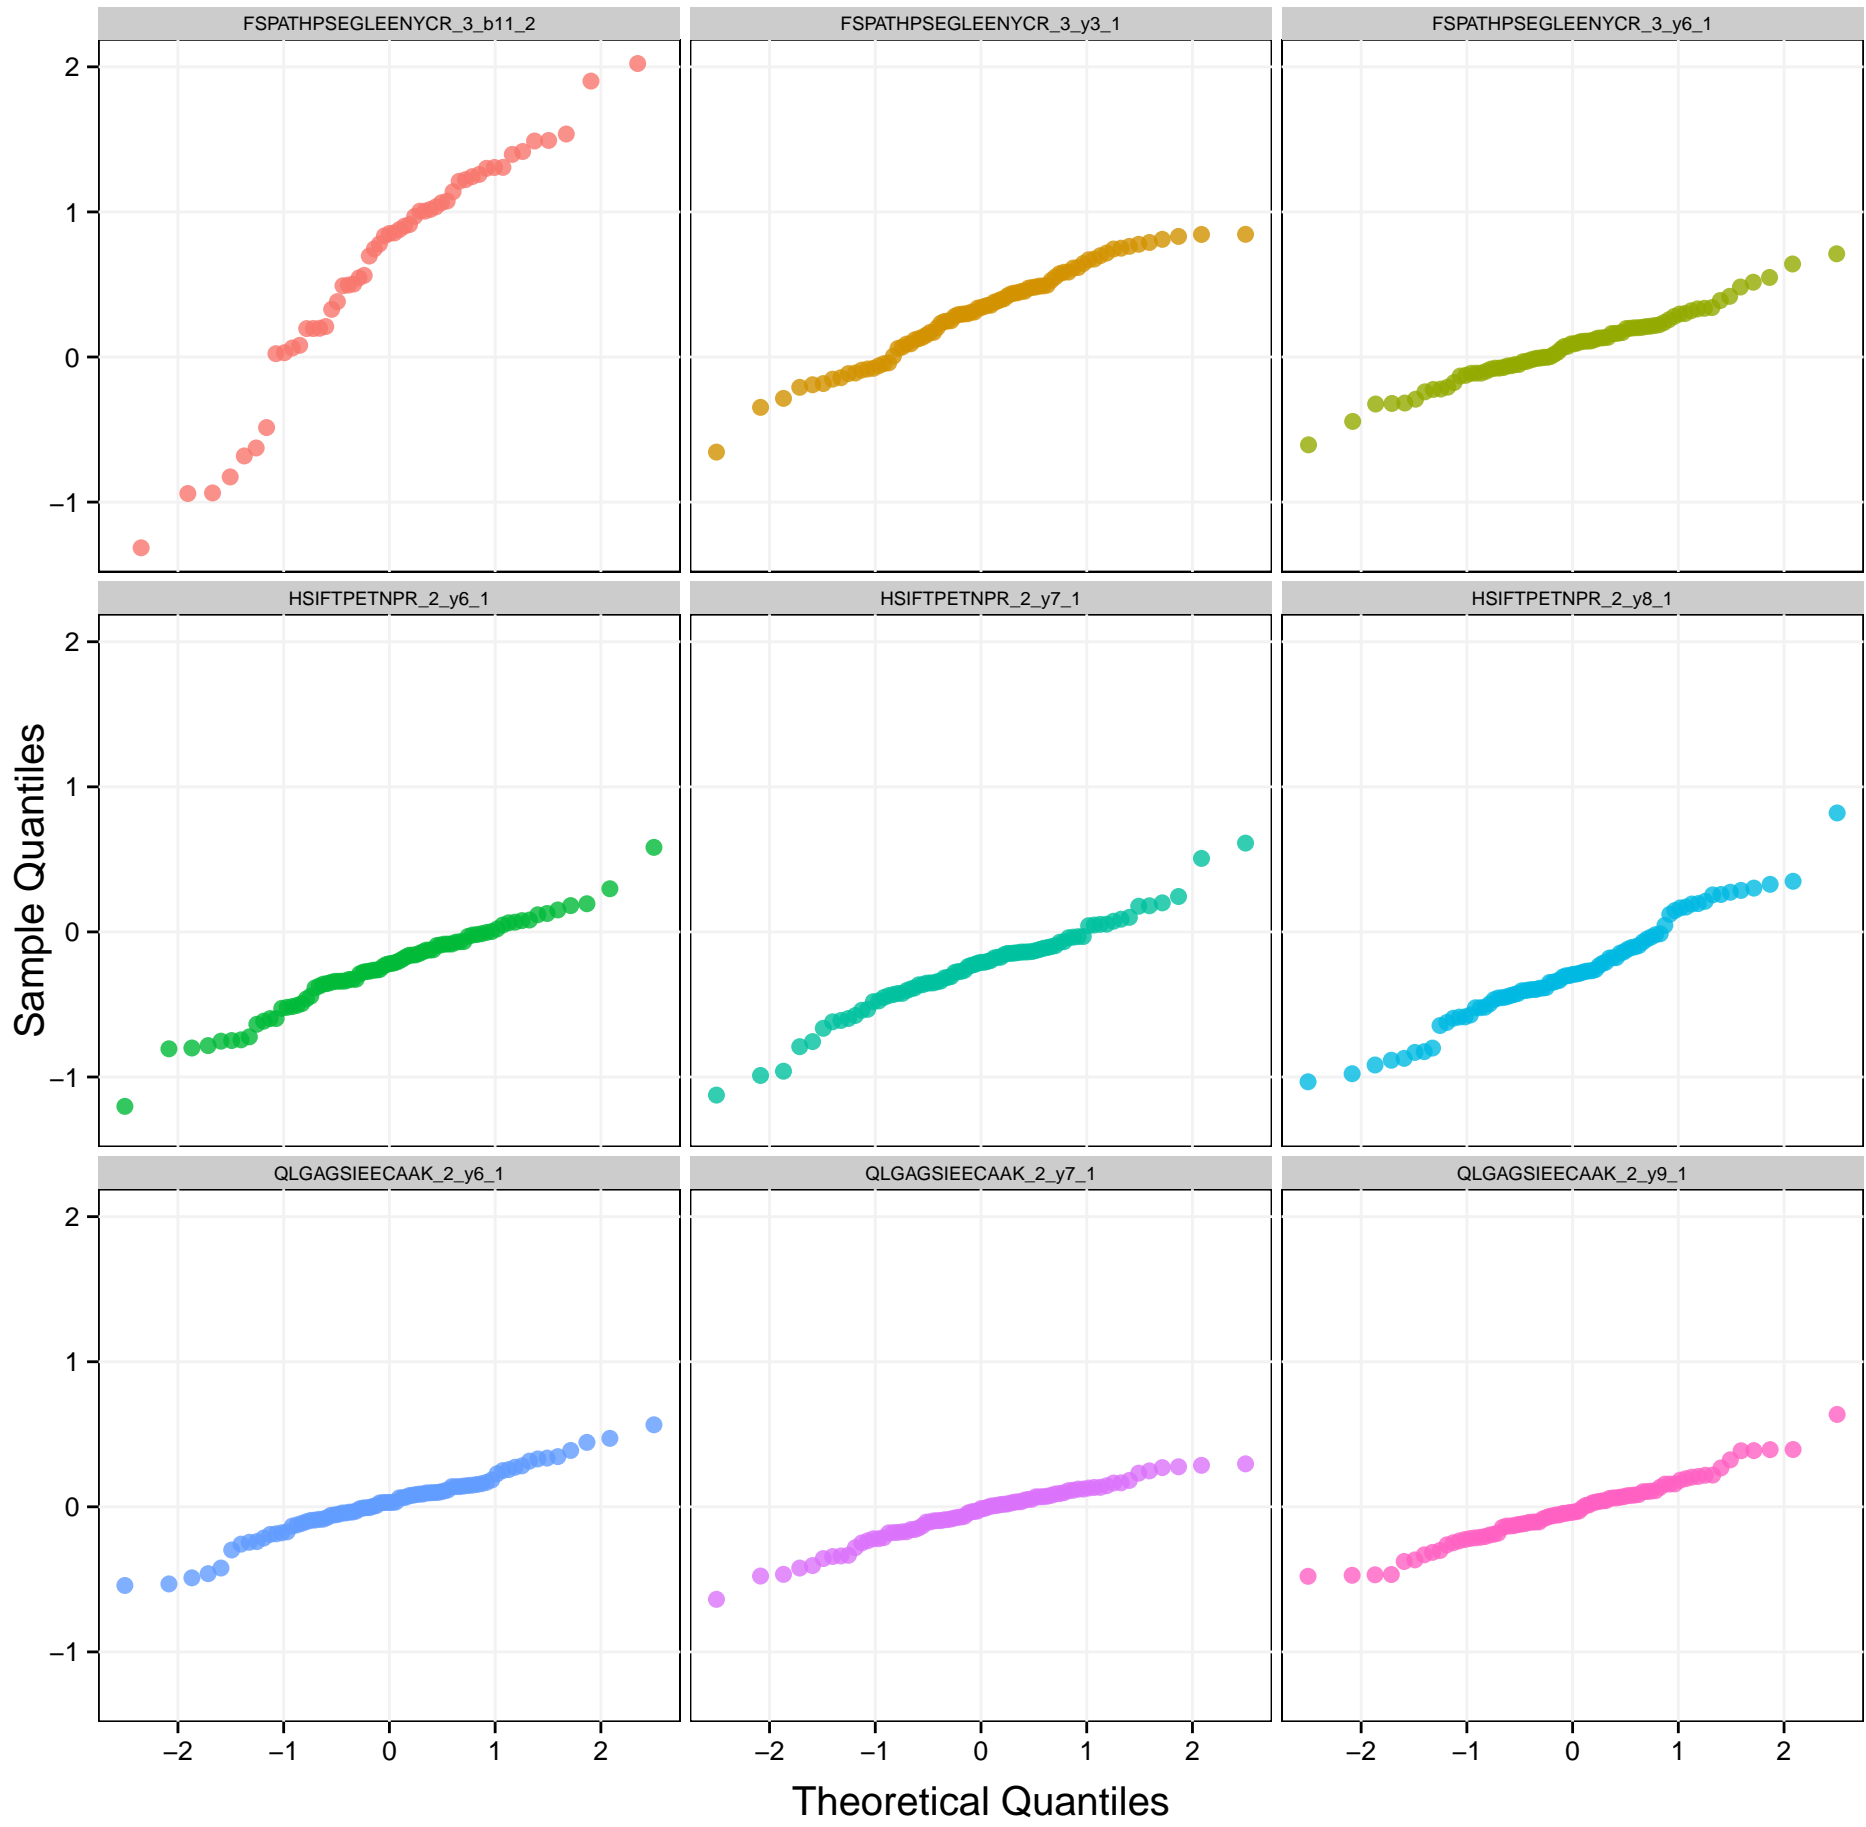 FSPATHPSEGLEENYCR_3_b11_2
FSPATHPSEGLEENYCR_3_y3_1
FSPATHPSEGLEENYCR_3_y6_1
2
1
0
−1
HSIFTPETNPR_2_y6_1
HSIFTPETNPR_2_y7_1
HSIFTPETNPR_2_y8_1
2
1
0
−1
Sample Quantiles
QLGAGSIEECAAK_2_y6_1
QLGAGSIEECAAK_2_y7_1
QLGAGSIEECAAK_2_y9_1
2
1
0
−1
−2 −1 0 1 2
−2 −1 0 1 2
−2 −1 0 1 2
Theoretical Quantiles